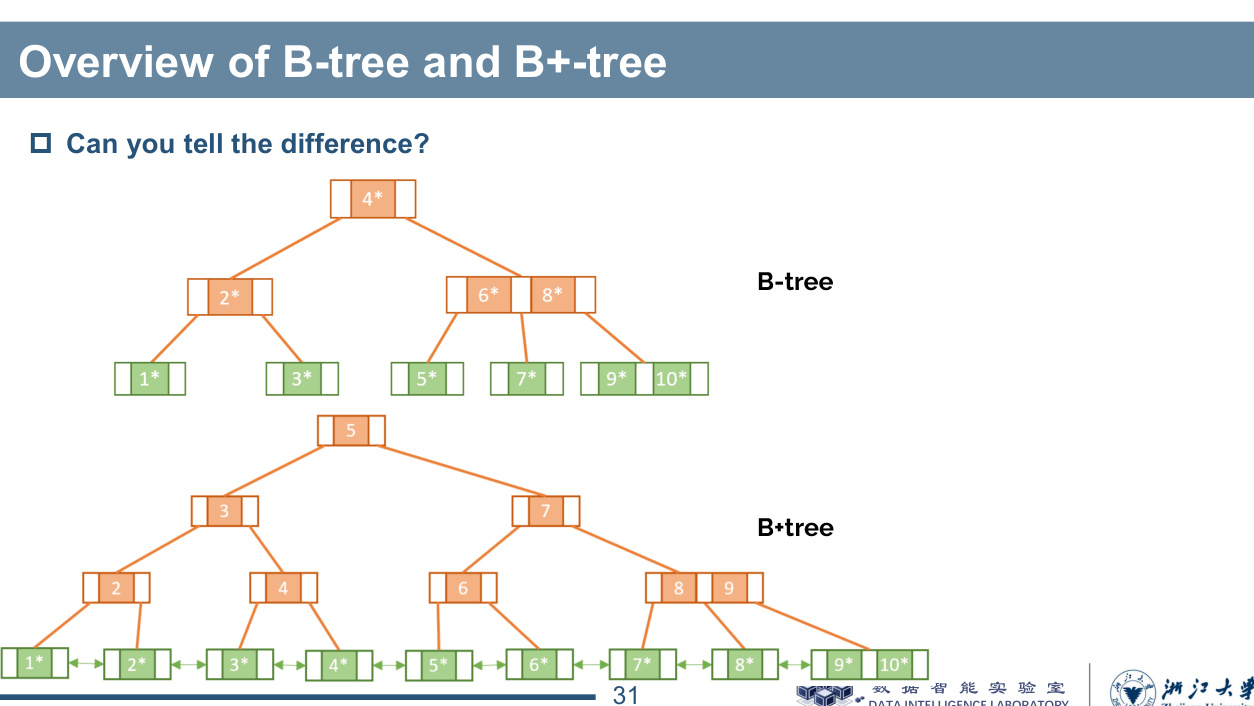 Overview of B-tree and B+-tree
Can you tell the difference?
4*
2* 6* 8*
B-tree
1* 3* 5* 7* 9* 10*
5
3 7
B+tree
2 4 6 8 9
1* 2* 3* 4* 5* 6* 7* 8* 9* 10*
31
数据智能实验室
DATA INTELLIGENCE LABORATORY
浙江大学